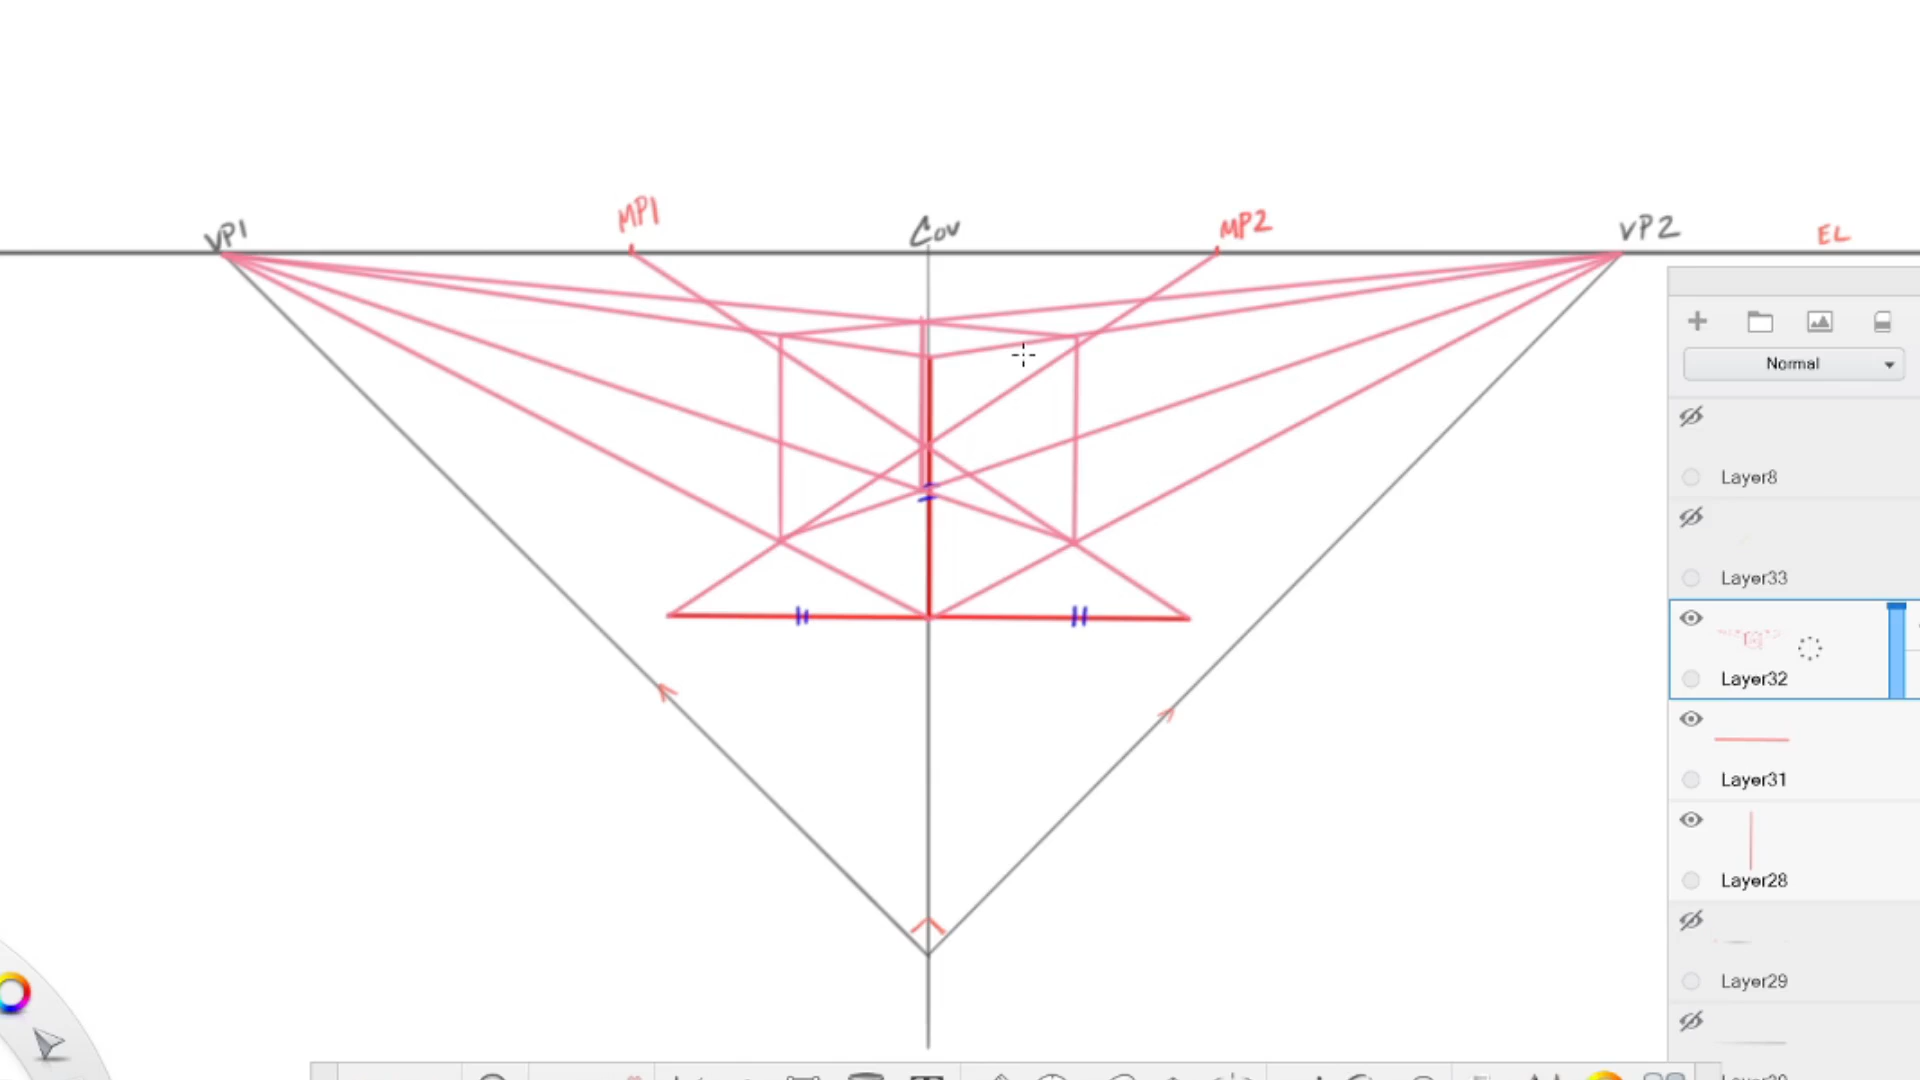 VP1
MP1
Cov
MP2
VP2
EL
Normal
Layer8
Layer33
Layer32
Layer31
Layer28
Layer29